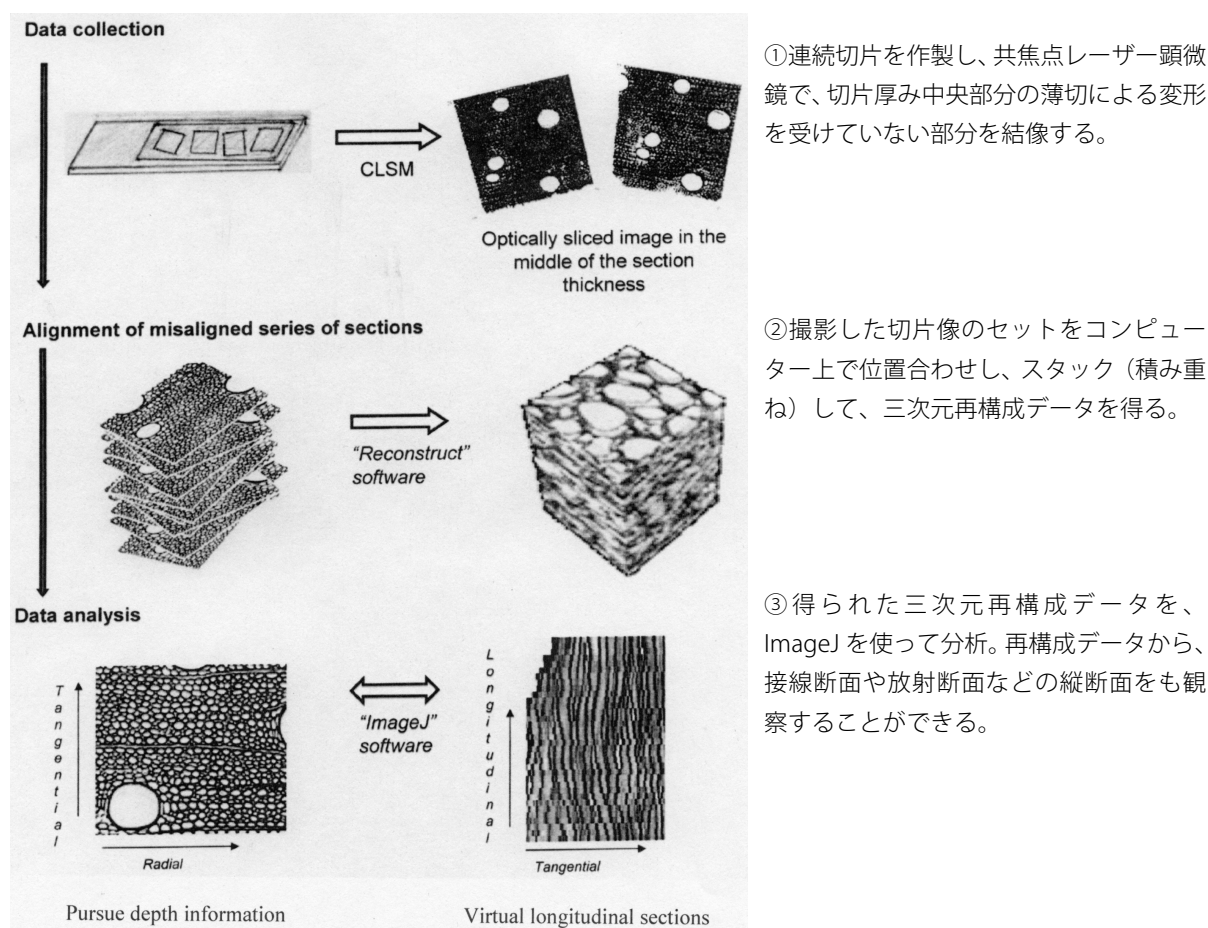 Data collection
①連続切片を作製し、共焦点レーザー顕微
鏡で、切片厚み中央部分の薄切による変形
を受けていない部分を結像する。
CLSM
Optically sliced image in the
middle of the section
thickness
Alignment of misaligned series of sections
②撮影した切片像のセットをコンピュー
ター上で位置合わせし、スタック（積み重
ね）して、三次元再構成データを得る。
"Reconstruct"
software
Data analysis
③得られた三次元再構成データを、
ImageJ を使って分析。再構成データから、
接線断面や放射断面などの縦断面をも観
察することができる。
Tangential
"ImageJ"
software
Longitudinal
Radial
Tangential
Pursue depth information
Virtual longitudinal sections